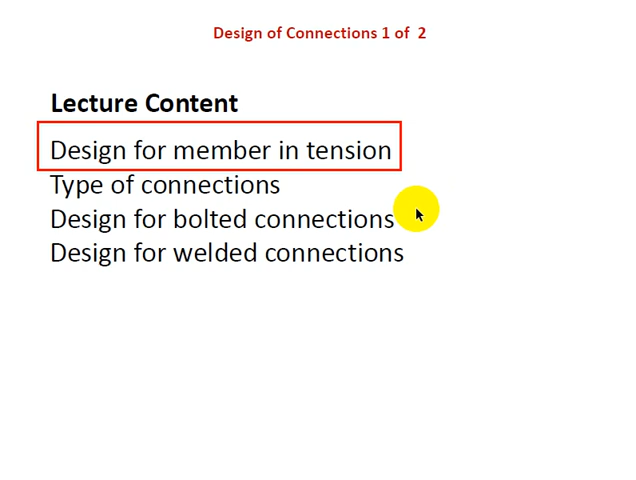 Design of Connections 1 of 2
Lecture Content
Design for member in tension
Type of connections
Design for bolted connections
Design for welded connections